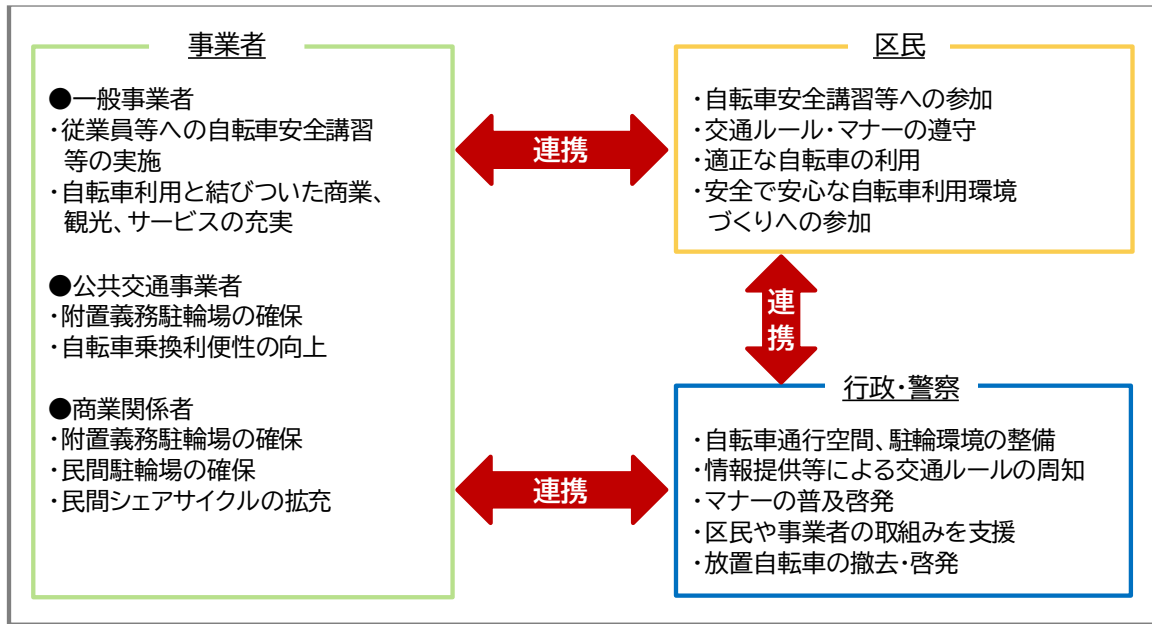 事業者
●一般事業者
・従業員等への自転車安全講習
等の実施
・自転車利用と結びついた商業、
観光、サービスの充実
●公共交通事業者
・附置義務駐輪場の確保
・自転車乗換利便性の向上
●商業関係者
・附置義務駐輪場の確保
・民間駐輪場の確保
・民間シェアサイクルの拡充
連携
連携
区民
・自転車安全講習等への参加
・交通ルール・マナーの遵守
・適正な自転車の利用
・安全で安心な自転車利用環境
づくりへの参加
連携
行政・警察
・自転車通行空間、駐輪環境の整備
・情報提供等による交通ルールの周知
・マナーの普及啓発
・区民や事業者の取組みを支援
・放置自転車の撤去・啓発